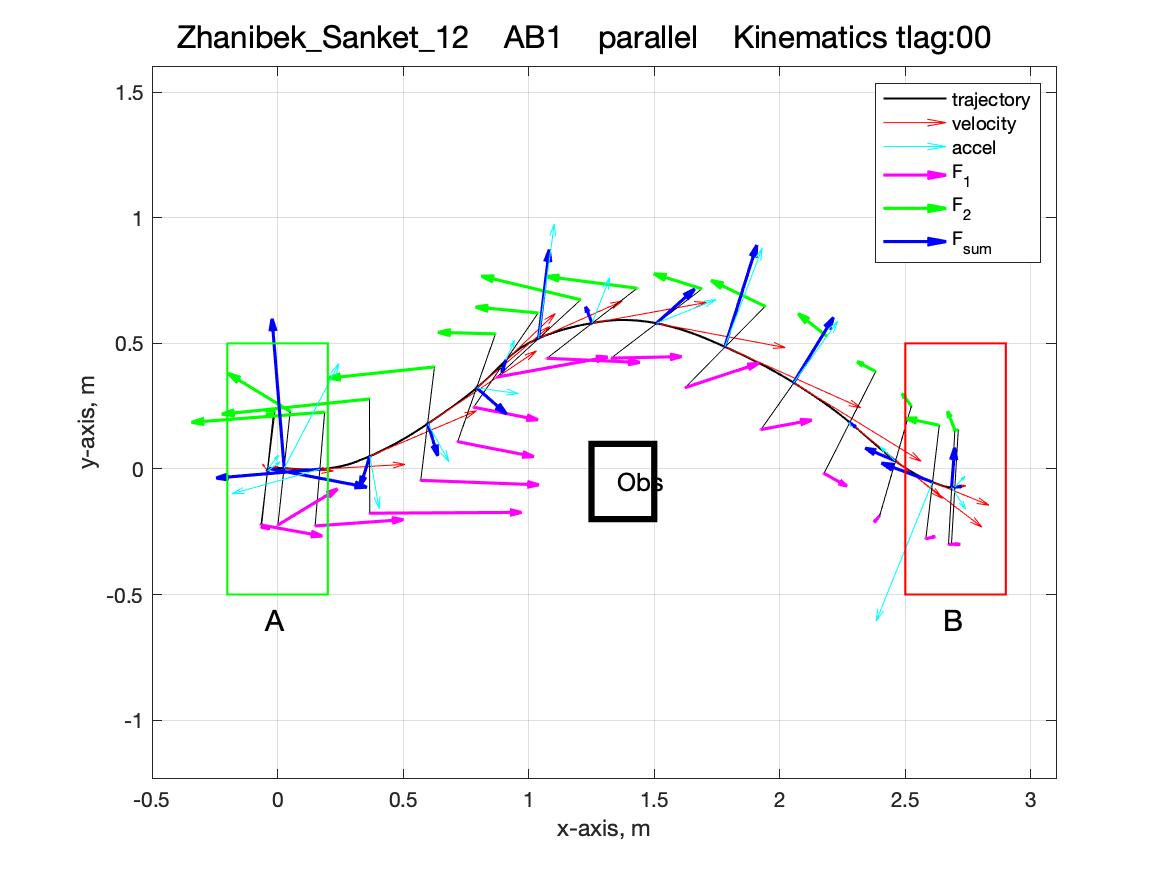 Zhanibek_Sanket_12 AB1 parallel Kinematics tlag:00
1.5
1
0.5
0
-0.5
-1
y-axis, m
trajectory
velocity
accel
F1
F2
Fsum
Obs
A
B
-0.5
0
0.5
1
1.5
2
2.5
3
x-axis, m